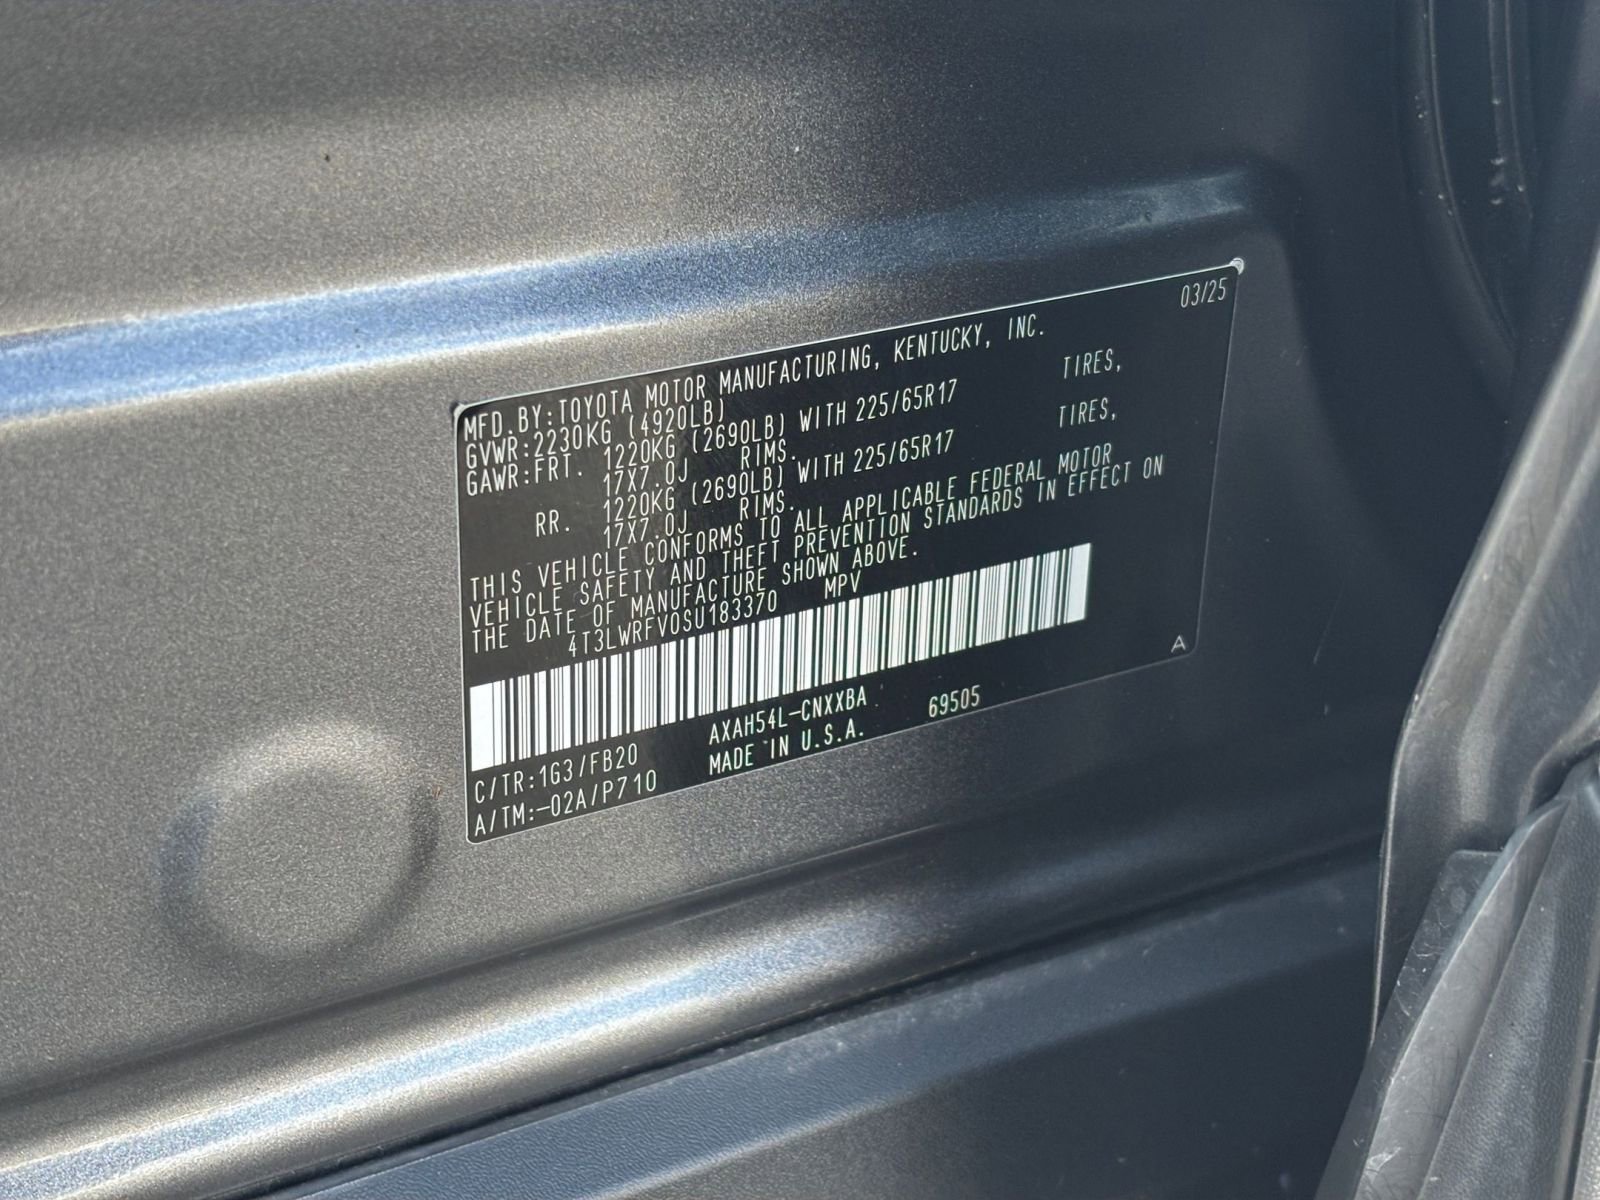 03/25
MFD.BY:TOYOTA MOTOR MANUFACTURING, KENTUCKY, INC.
GVWR:2230KG (4920LB)
GAWR:FRT. 1220KG (2690LB) WITH 225/65R17 TIRES,
17X7.0J RIMS.
RR. 1220KG (2690LB) WITH 225/65R17 TIRES,
17X7.0J RIMS.
THIS VEHICLE CONFORMS TO ALL APPLICABLE FEDERAL MOTOR
VEHICLE SAFETY AND THEFT PREVENTION STANDARDS IN EFFECT ON
THE DATE OF MANUFACTURE SHOWN ABOVE.
4T3LWRFV0SU183370 MPV
A
C/TR:1G3/FB20 AXAH54L-CNXXBA 69505
A/TM:-02A/P710 MADE IN U.S.A.